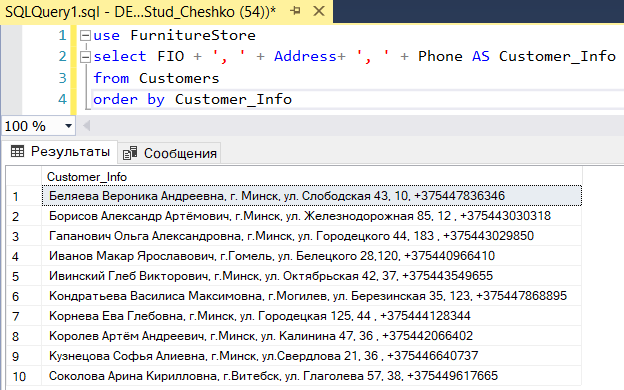 SQLQuery1.sql - DE...Stud_Cheshko (54))*
1 use FurnitureStore
2 select FIO + ', ' + Address+ ', ' + Phone AS Customer_Info
3 from Customers
4 order by Customer_Info
100 %
Результаты Сообщения
Customer_Info
1 Беляева Вероника Андреевна, г. Минск, ул. Слободская 43, 10, +375447836346
2 Борисов Александр Артёмович, г.Минск, ул. Железнодорожная 85, 12 , +375443030318
3 Гапанович Ольга Александровна, г.Минск, ул. Городецкого 44, 183 , +375443029850
4 Иванов Макар Ярославович, г.Гомель, ул. Белецкого 28,120, +375440966410
5 Ивинский Глеб Викторович, г.Минск, ул. Октябрьская 42, 37, +375443549655
6 Кондратьева Василиса Максимовна, г.Могилев, ул. Березинская 35, 123, +375447868895
7 Корнева Ева Глебовна, г.Минск, ул. Городецкая 125, 44 , +375444128344
8 Королев Артём Андреевич, г.Минск, ул. Калинина 47, 36 , +375442066402
9 Кузнецова Софья Алиевна, г.Минск, ул.Свердлова 21, 36 , +375446640737
10 Соколова Арина Кирилловна, г.Витебск, ул. Глаголева 57, 38, +375449617665